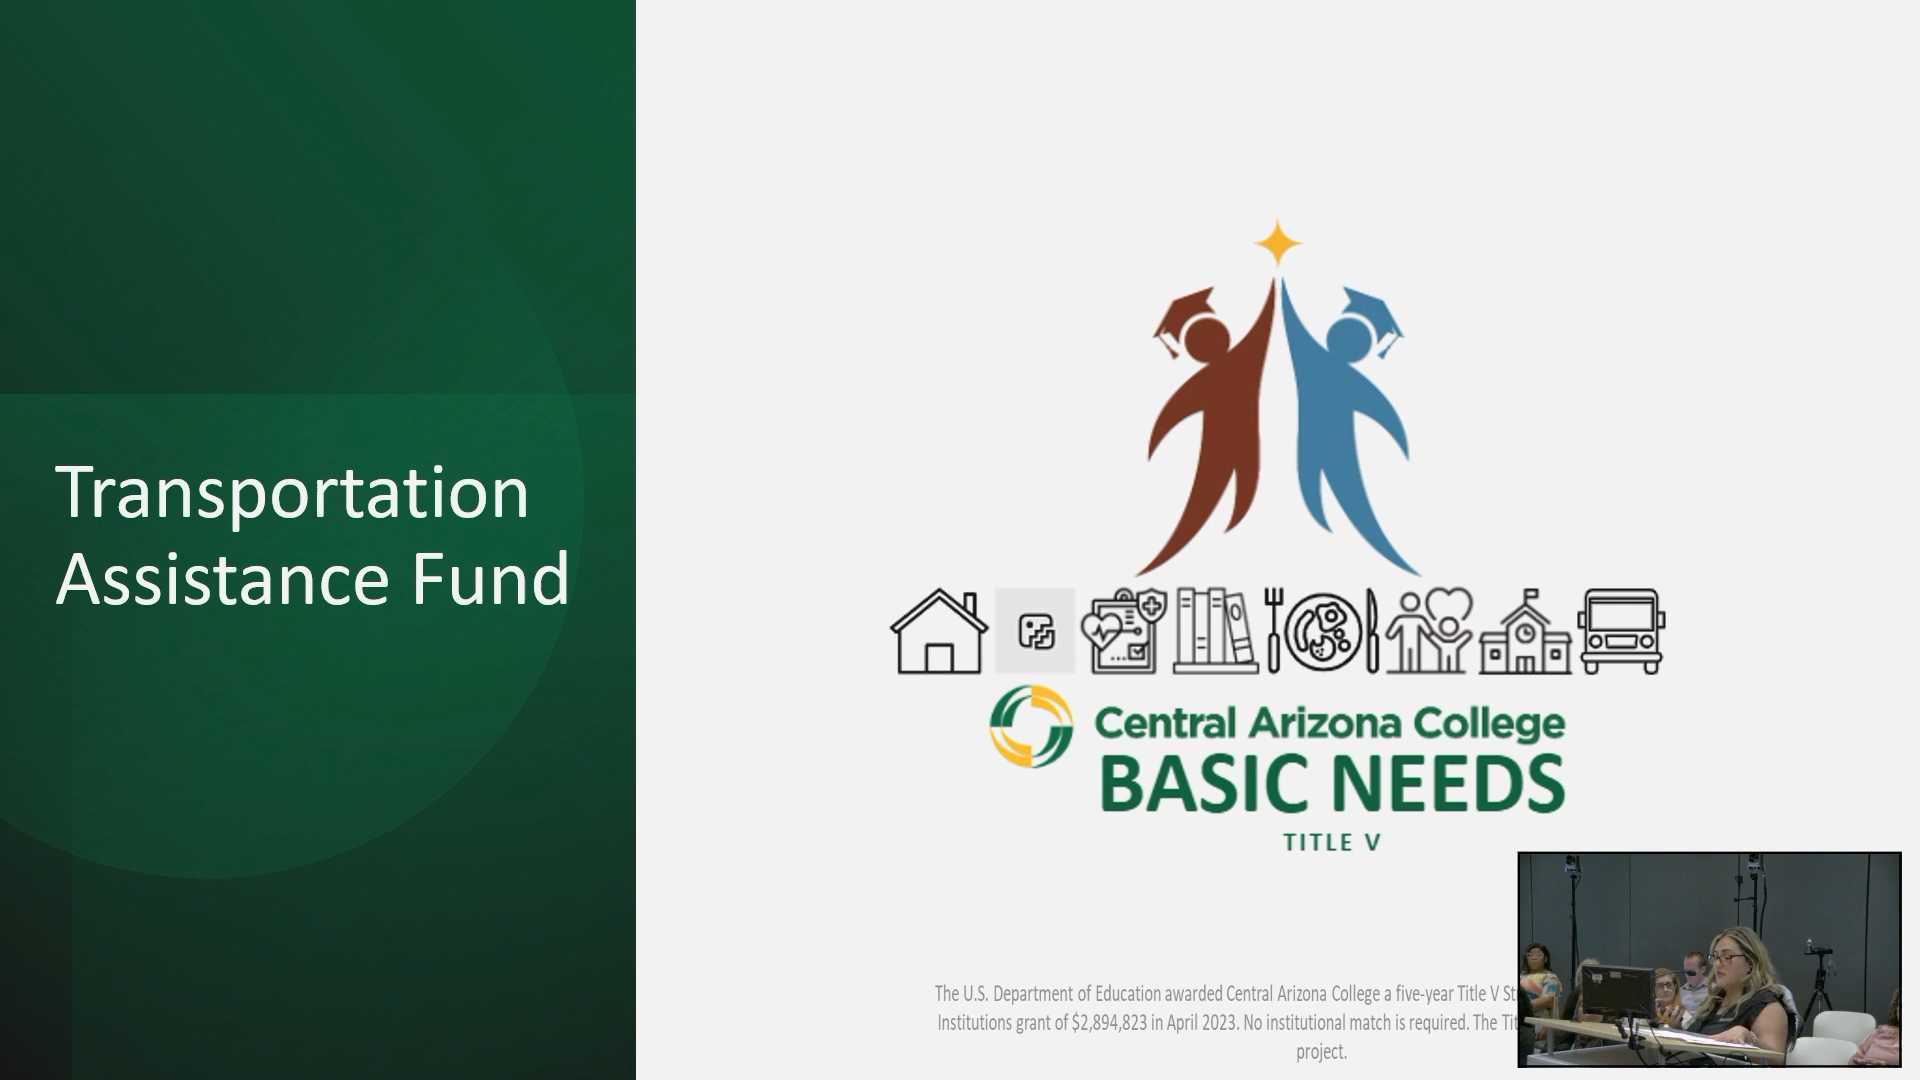 Transportation
Assistance Fund
Central Arizona College
BASIC NEEDS
TITLE V
The U.S. Department of Education awarded Central Arizona College a five-year Title V
Institutions grant of $2,894,823 in April 2023. No institutional match is required. The
project.